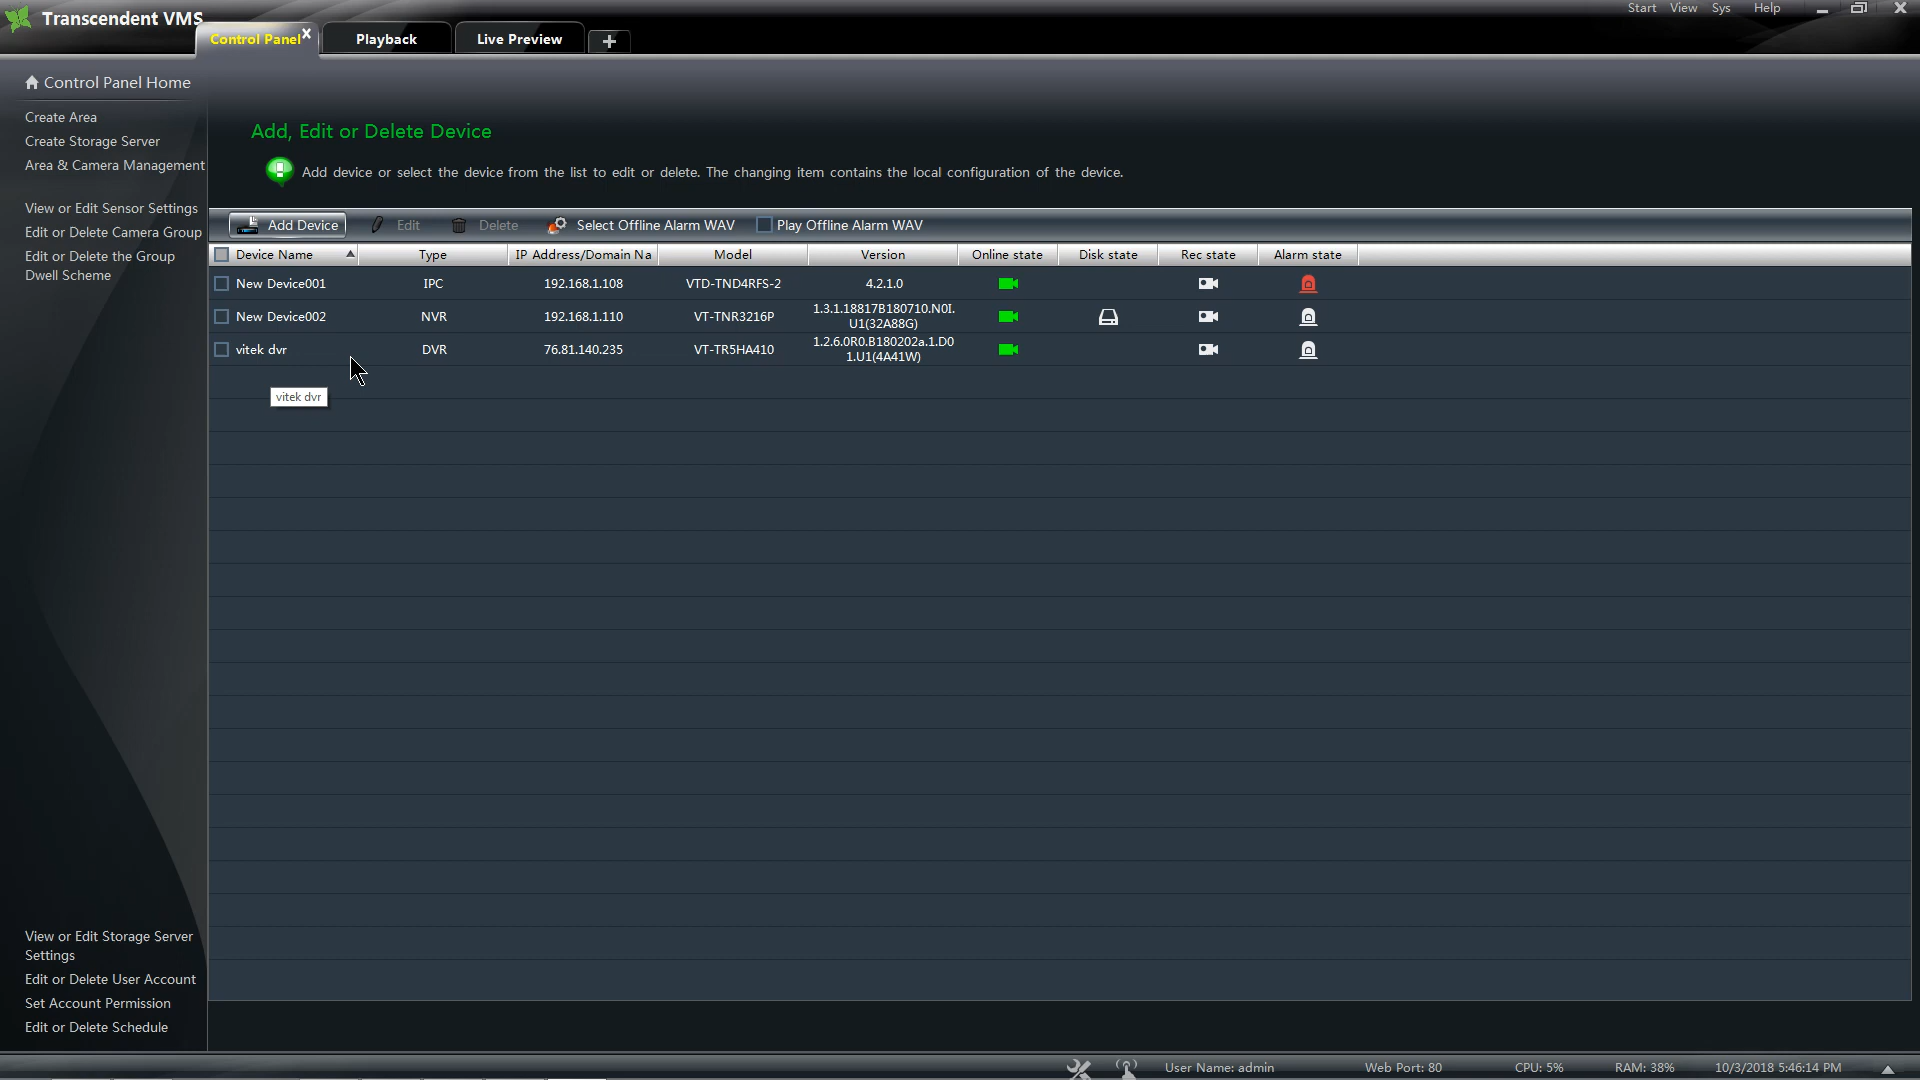 Transcendent VMS
Start View Sys Help
Control Panel
Playback
Live Preview
Control Panel Home
Create Area
Create Storage Server
Area & Camera Management
View or Edit Sensor Settings
Edit or Delete Camera Group
Edit or Delete the Group
Dwell Scheme
Add, Edit or Delete Device
Add device or select the device from the list to edit or delete. The changing item contains the local configuration of the device.
Add Device Edit Delete Select Offline Alarm WAV Play Offline Alarm WAV
Device Name Type IP Address/Domain Na Model Version Online state Disk state Rec state Alarm state
New Device001 IPC 192.168.1.108 VTD-TND4RFS-2 4.2.1.0
New Device002 NVR 192.168.1.110 VT-TNR3216P 1.3.1.18817B180710.N0I.
U1(32A88G)
vitek dvr DVR 76.81.140.235 VT-TR5HA410 1.2.6.0R0.B180202a.1.D0
1.U1(4A41W)
vitek dvr
View or Edit Storage Server
Settings
Edit or Delete User Account
Set Account Permission
Edit or Delete Schedule
User Name: admin Web Port: 80 CPU: 5% RAM: 38% 10/3/2018 5:46:14 PM